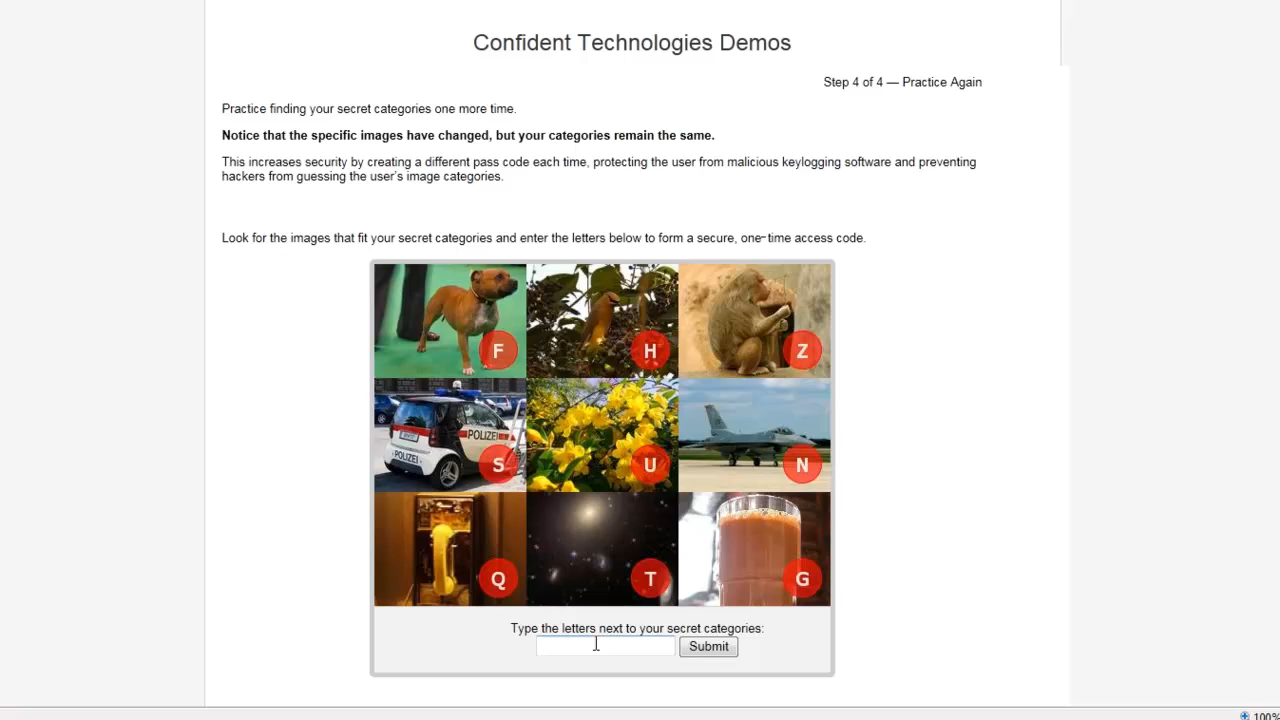 Confident Technologies Demos
Step 4 of 4 — Practice Again
Practice finding your secret categories one more time.
Notice that the specific images have changed, but your categories remain the same.
This increases security by creating a different pass code each time, protecting the user from malicious keylogging software and preventing
hackers from guessing the user's image categories.
Look for the images that fit your secret categories and enter the letters below to form a secure, one-time access code.
F H Z
POLIZEI
POLIZEI
S U N
Q T G
Type the letters next to your secret categories:
Submit
100%